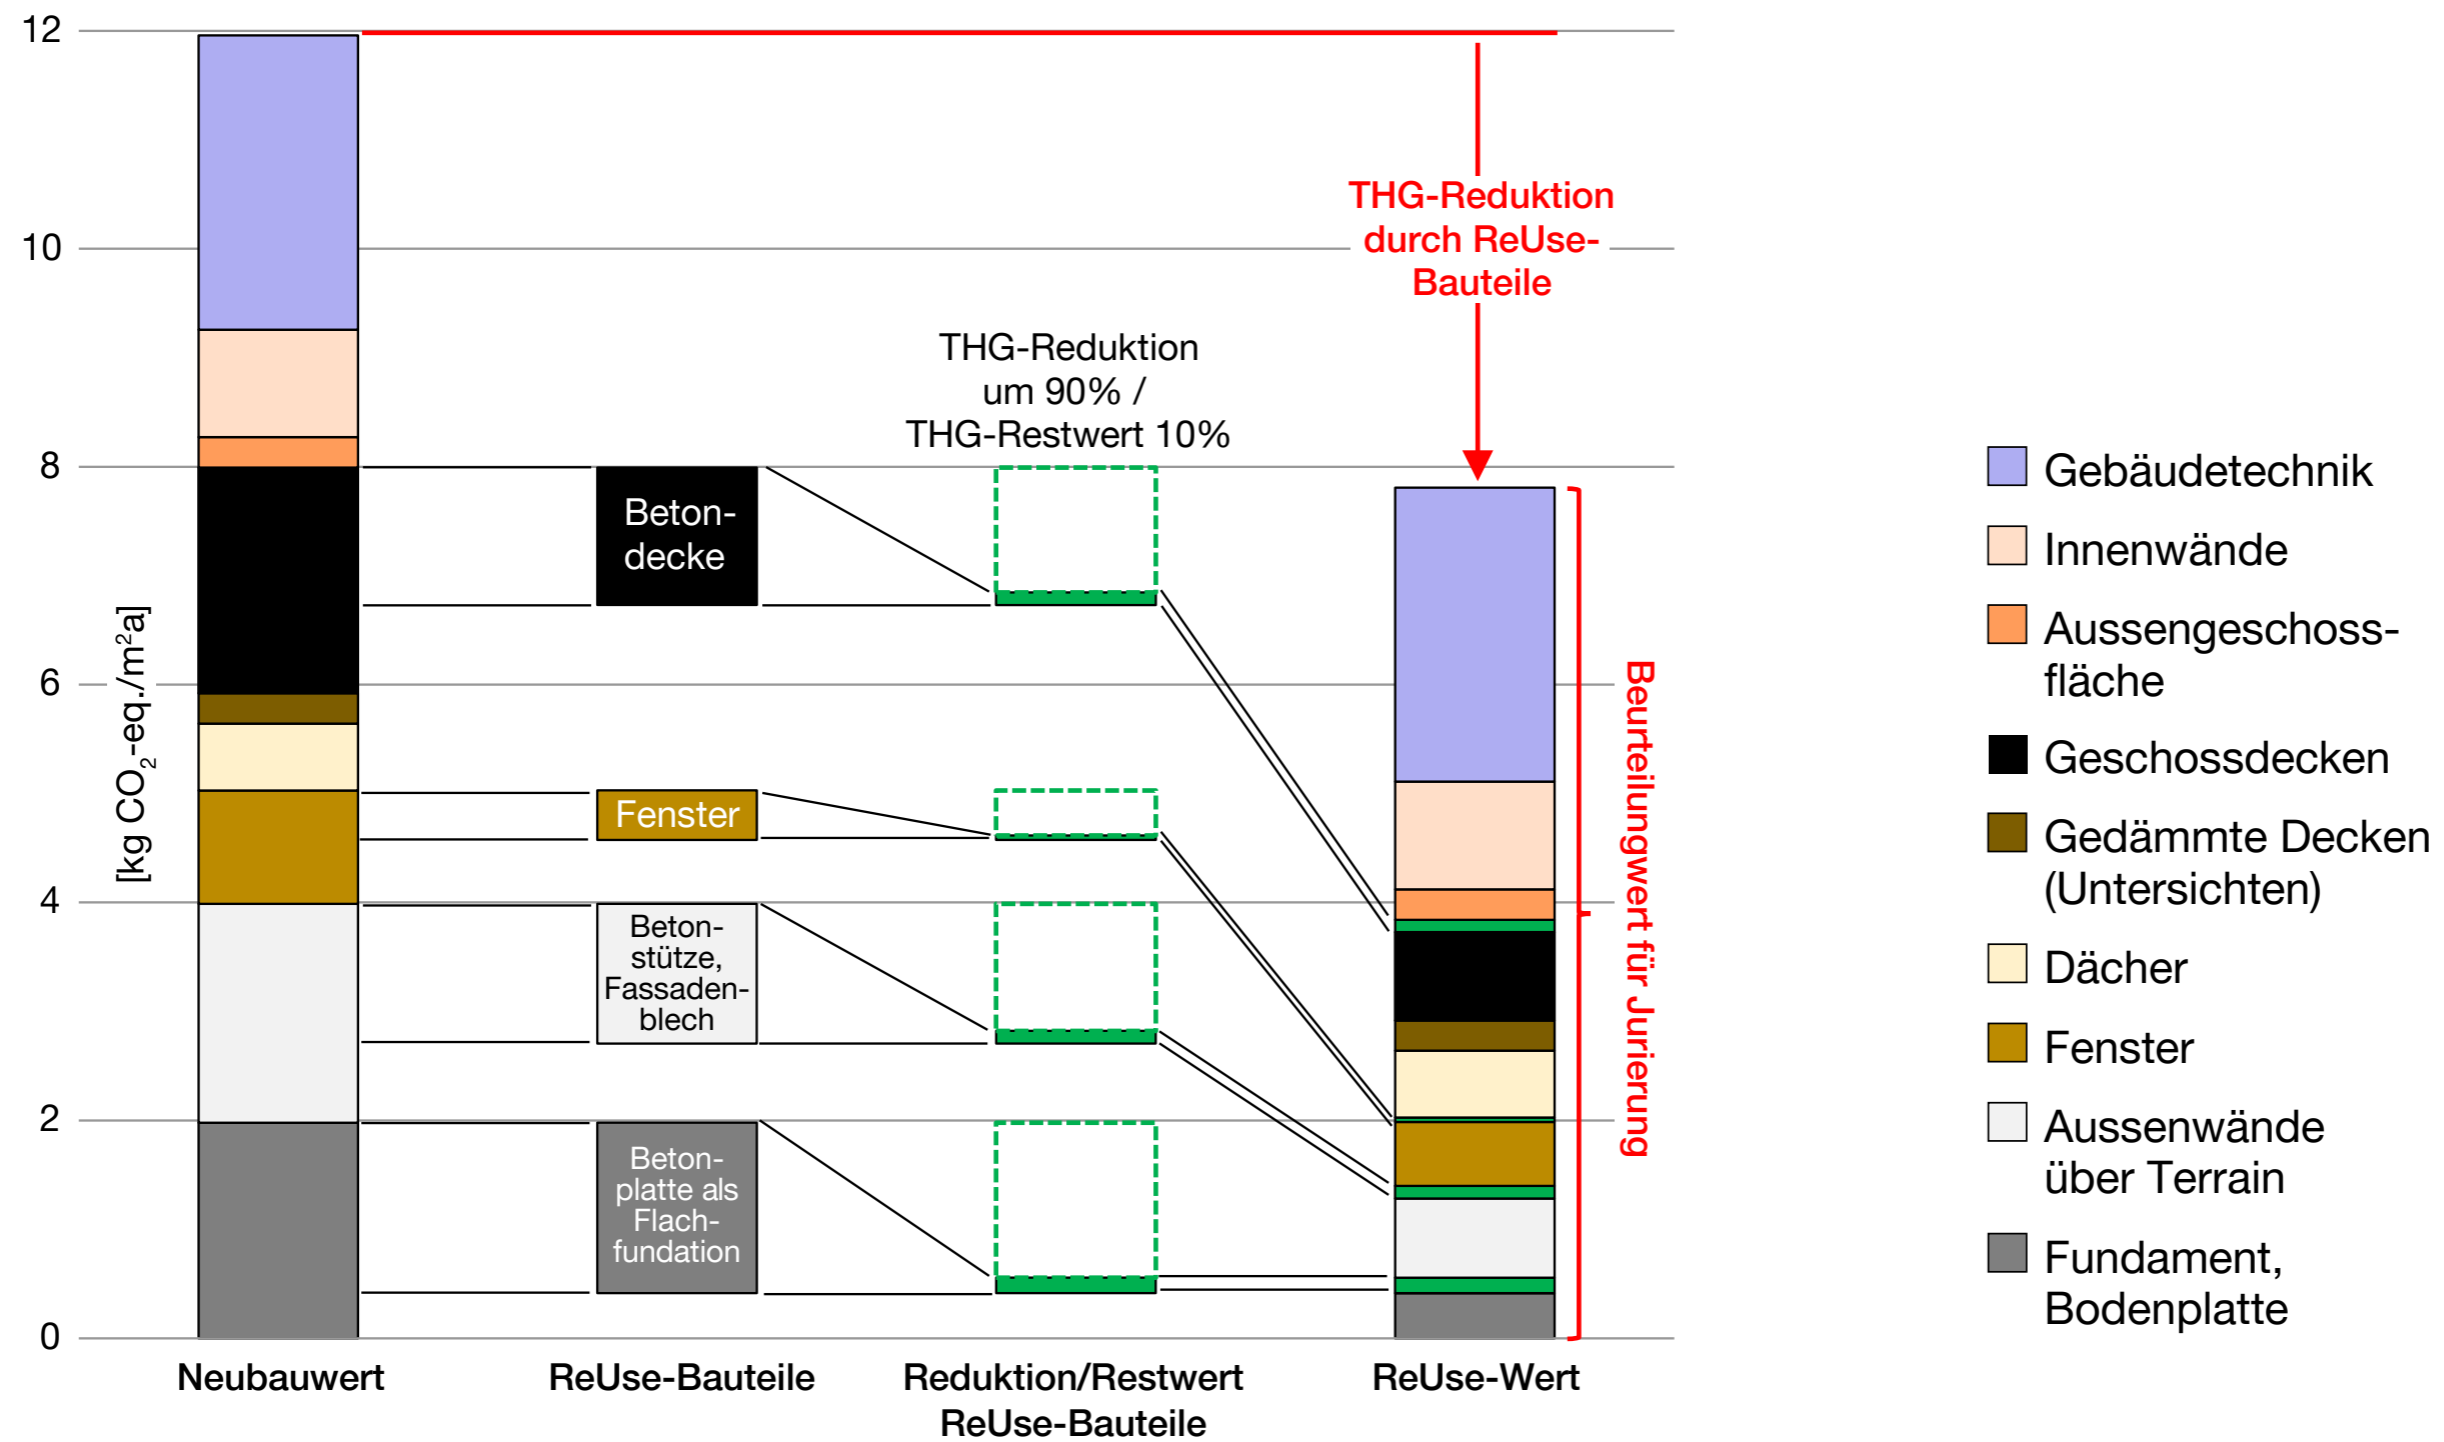 12
10
8
6
4
2
0
[kg CO₂-eq./m²a]
THG-Reduktion
durch ReUse-
Bauteile
THG-Reduktion
um 90% /
THG-Restwert 10%
Beton-
decke
Fenster
Beton-
stütze,
Fassaden-
blech
Beton-
platte als
Flach-
fundation
Beurteilungwert für Jurierung
Neubauwert
ReUse-Bauteile
Reduktion/Restwert
ReUse-Bauteile
ReUse-Wert
Gebäudetechnik
Innenwände
Aussengeschoss-
fläche
Geschossdecken
Gedämmte Decken
(Untersichten)
Dächer
Fenster
Aussenwände
über Terrain
Fundament,
Bodenplatte